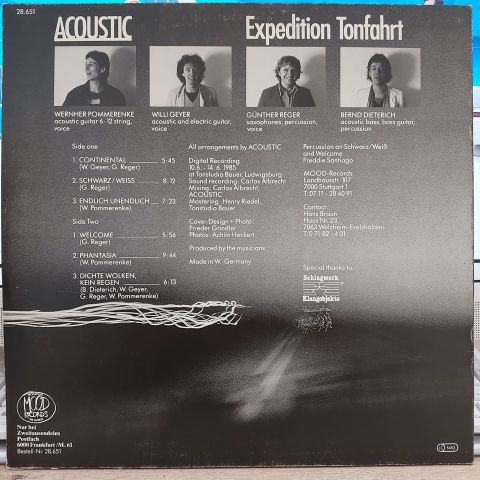 28.651
ACOUSTIC
Expedition Tonfahrt
WERNHER POMMERENKE
acoustic guitar 6-12 string,
voice
WILLI GEYER
acoustic and electric guitar,
voice
GÜNTHER REGER
saxophones, percussion,
voice
BERND DIETERICH
acoustic bass, bass guitar,
percussion
Side one
1. CONTINENTAL 5:45
(W. Geyer, G. Reger)
2. SCHWARZ/WEISS 8:12
(G. Reger)
3. ENDLICH UNENDLICH 7:23
(W. Pommerenke)
Side Two
1 WELCOME 5:56
(G. Reger)
2. PHANTASIA 9:44
(W. Pommerenke)
3. DICHTE WOLKEN,
KEIN REGEN 6:13
(B. Dieterich, W. Geyer,
G. Reger, W. Pommerenke)
All arrangements by ACOUSTIC
Digital Recording
10.6. - 14.6. 1985
at Tonstudio Bauer, Ludwigsburg
Sound recording: Carlos Albrecht
Mixing: Carlos Albrecht,
ACOUSTIC
Mastering: Henry Riedel,
Tonstudio Bauer
Cover-Design + Photo:
Frieder Grindler
Photos: Achim Heckert
Produced by the musicians
Made in W.-Germany
Percussion on Schwarz/Weiß
and Welcome
Freddie Santiago
MOOD-Records
Landhausstr. 107
7000 Stuttgart 1
T. 07 11 - 28 40 91
Contact:
Hans Braun
Haus Nr. 23
7063 Welzheim-Eselshalden
T. 0 71 82 - 4 01
Special thanks to:
Schlagwerk
Klangobjekte
MOOD
RECORDS
Nur bei
Zweitausendeins
Postfach
6000 Frankfurt/M. 61
Bestell-Nr. 28.651